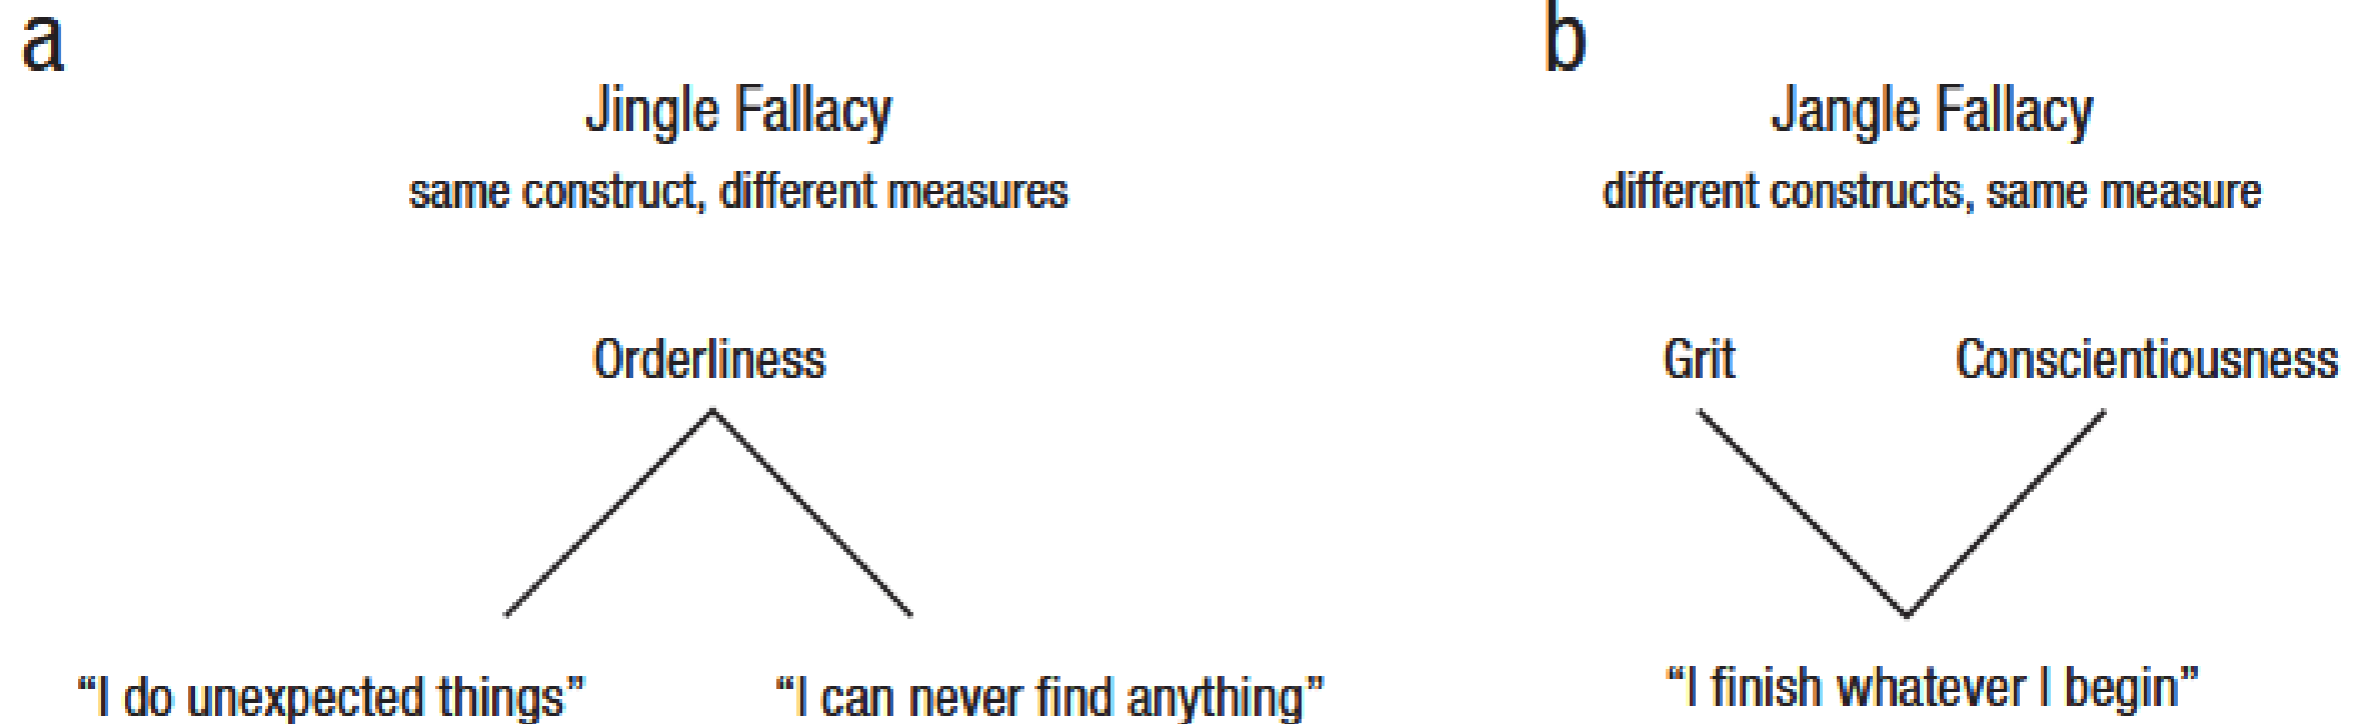 a
Jingle Fallacy
same construct, different measures
Orderliness
“I do unexpected things”
“I can never find anything”
b
Jangle Fallacy
different constructs, same measure
Grit
Conscientiousness
“I finish whatever I begin”